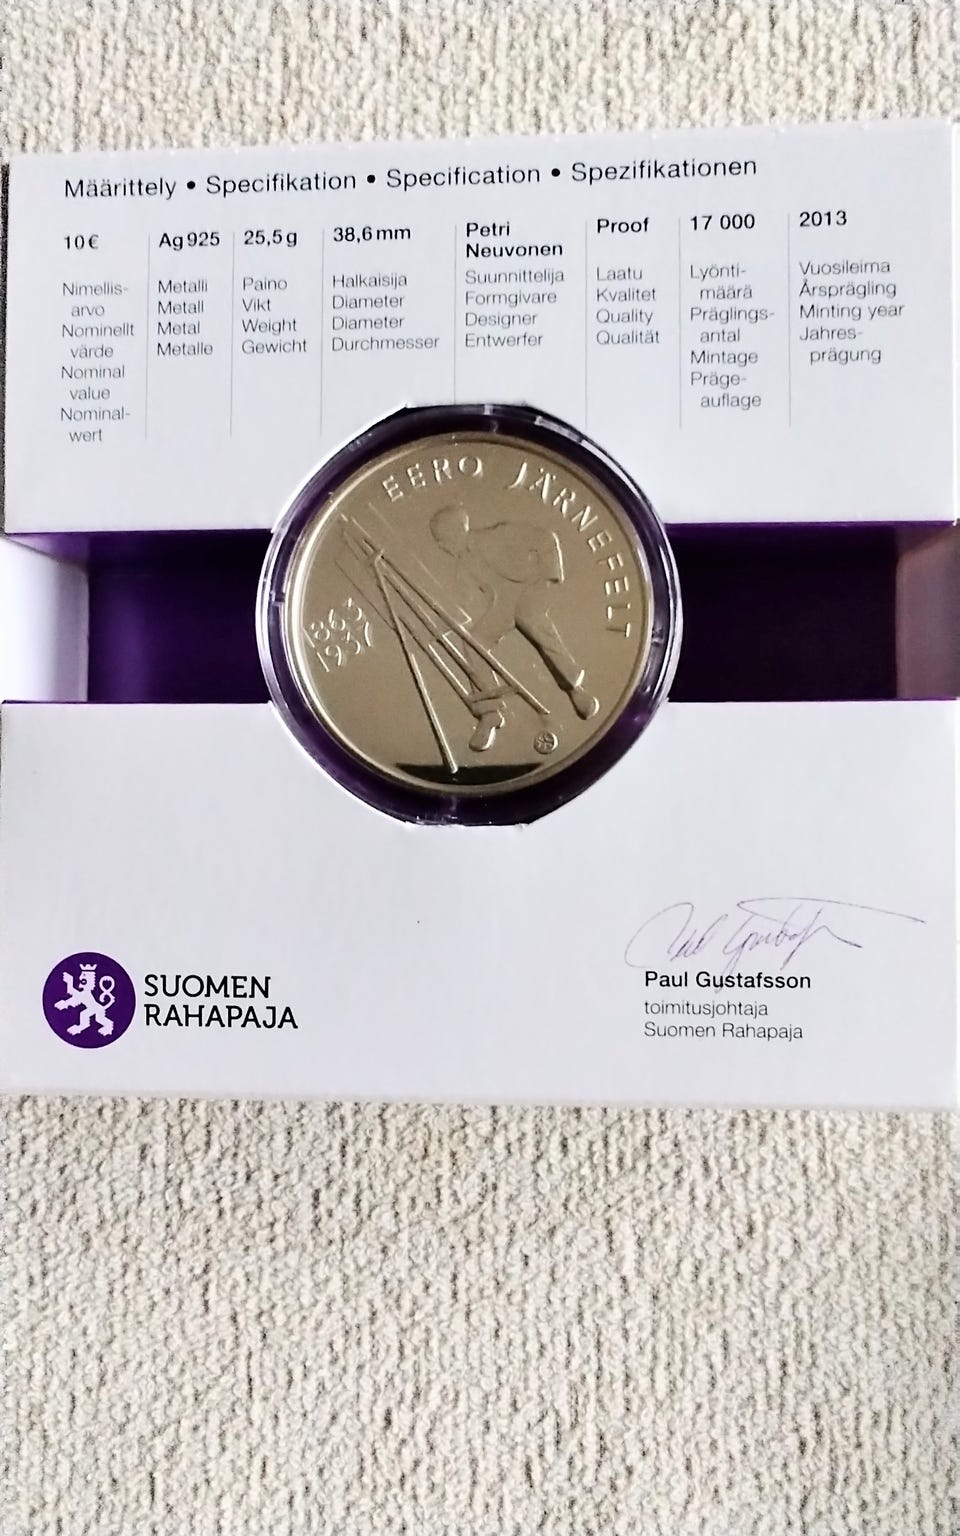 Määrittely • Specifikation • Specification • Spezifikationen
10 €
Nimellis-
arvo
Nominellt
värde
Nominal
value
Nominal-
wert
Ag 925
Metalli
Metall
Metal
Metalle
25,5 g
Paino
Vikt
Weight
Gewicht
38,6 mm
Halkaisija
Diameter
Diameter
Durchmesser
Petri
Neuvonen
Suunnittelija
Formgivare
Designer
Entwerfer
Proof
Laatu
Kvalitet
Quality
Qualität
17 000
Lyönti-
määrä
Präglings-
antal
Mintage
Präge-
auflage
2013
Vuosileima
Årsprägling
Minting year
Jahres-
prägung
EERO JÄRNEFELT
1863
1937
SUOMEN
RAHAPAJA
Paul Gustafsson
toimitusjohtaja
Suomen Rahapaja